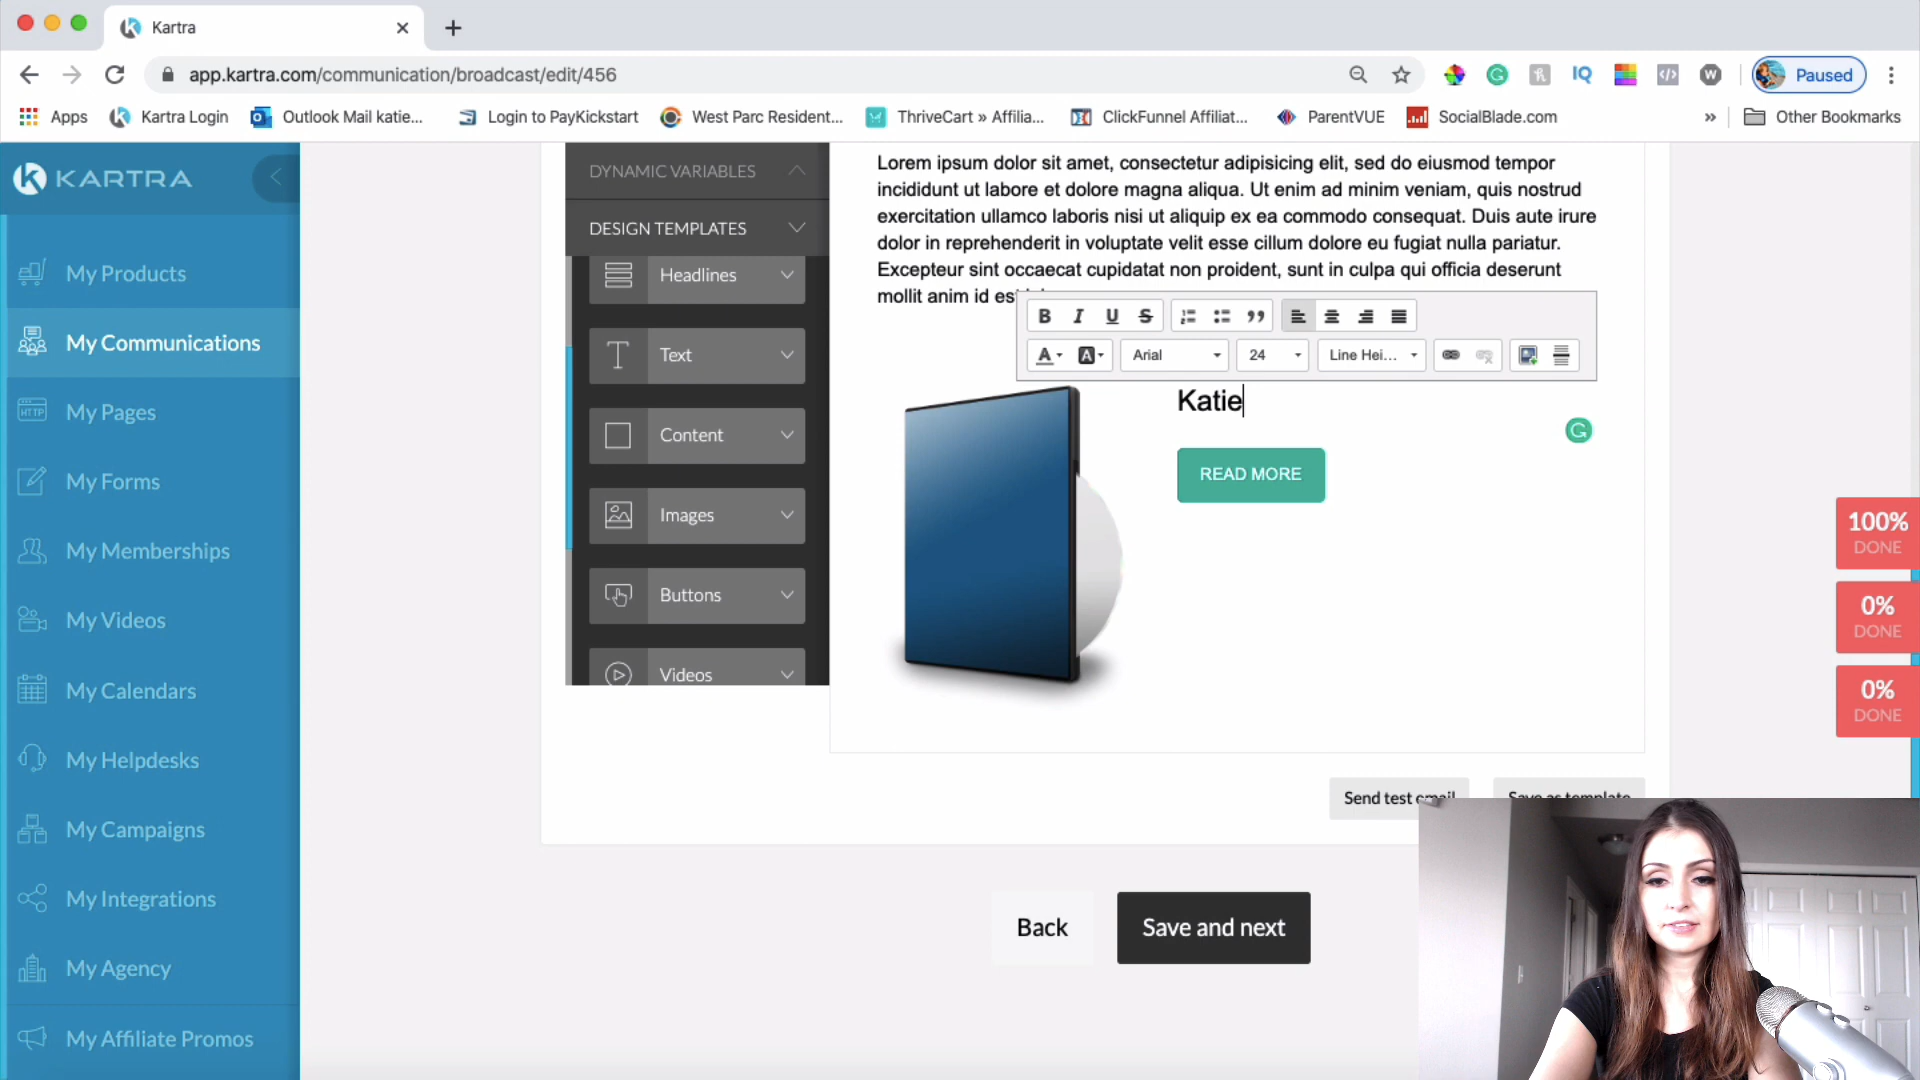 Kartra
app.kartra.com/communication/broadcast/edit/456
Paused
Apps
Kartra Login
Outlook Mail katie...
Login to PayKickstart
West Parc Resident...
ThriveCart » Affilia...
ClickFunnel Affiliat...
ParentVUE
SocialBlade.com
»
Other Bookmarks
KARTRA
My Products
My Communications
My Pages
My Forms
My Memberships
My Videos
My Calendars
My Helpdesks
My Campaigns
My Integrations
My Agency
My Affiliate Promos
DYNAMIC VARIABLES
DESIGN TEMPLATES
Headlines
Text
Content
Images
Buttons
Videos
Lorem ipsum dolor sit amet, consectetur adipisicing elit, sed do eiusmod tempor
incididunt ut labore et dolore magna aliqua. Ut enim ad minim veniam, quis nostrud
exercitation ullamco laboris nisi ut aliquip ex ea commodo consequat. Duis aute irure
dolor in reprehenderit in voluptate velit esse cillum dolore eu fugiat nulla pariatur.
Excepteur sint occaecat cupidatat non proident, sunt in culpa qui officia deserunt
mollit anim id es
B I U S
A A Arial 24 Line Hei...
Katie
READ MORE
100%
DONE
0%
DONE
0%
DONE
Send test email
Save as template
Back
Save and next